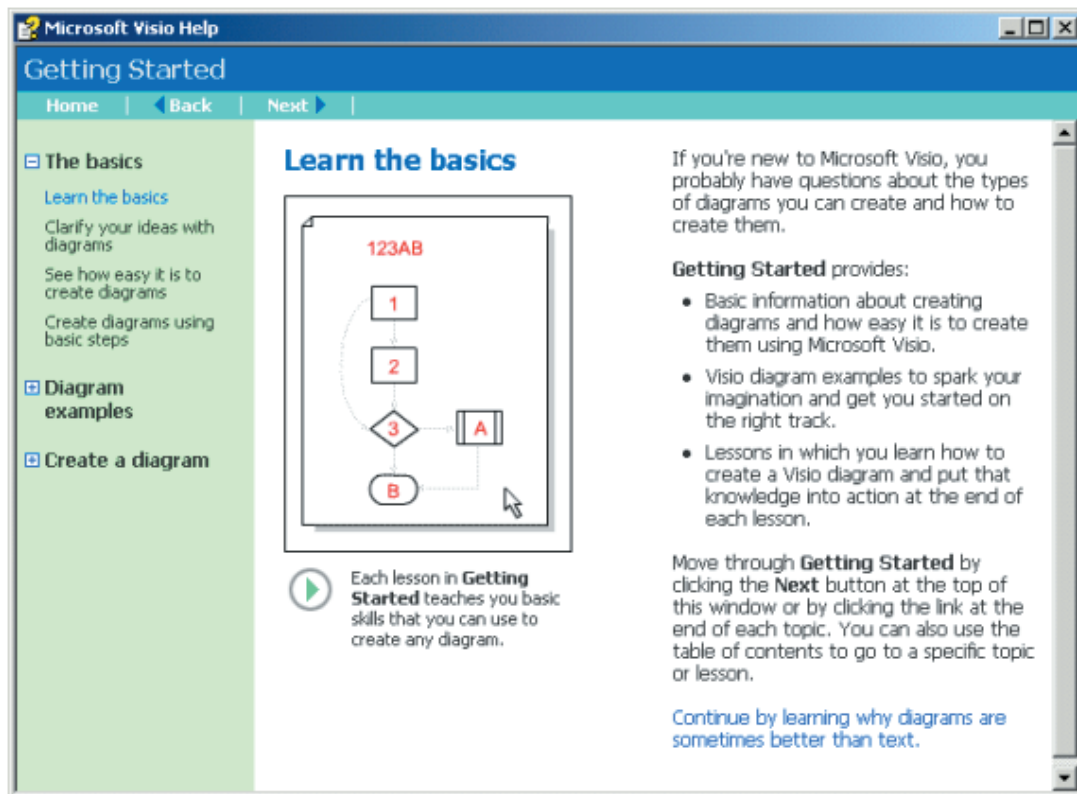 Microsoft Visio Help
Getting Started
Home
Back
Next
The basics
Learn the basics
Clarify your ideas with
diagrams
See how easy it is to
create diagrams
Create diagrams using
basic steps
Diagram
examples
Create a diagram
Learn the basics
123AB
1
2
3
A
B
Each lesson in Getting
Started teaches you basic
skills that you can use to
create any diagram.
If you're new to Microsoft Visio, you
probably have questions about the types
of diagrams you can create and how to
create them.
Getting Started provides:
• Basic information about creating
diagrams and how easy it is to create
them using Microsoft Visio.
• Visio diagram examples to spark your
imagination and get you started on
the right track.
• Lessons in which you learn how to
create a Visio diagram and put that
knowledge into action at the end of
each lesson.
Move through Getting Started by
clicking the Next button at the top of
this window or by clicking the link at the
end of each topic. You can also use the
table of contents to go to a specific topic
or lesson.
Continue by learning why diagrams are
sometimes better than text.